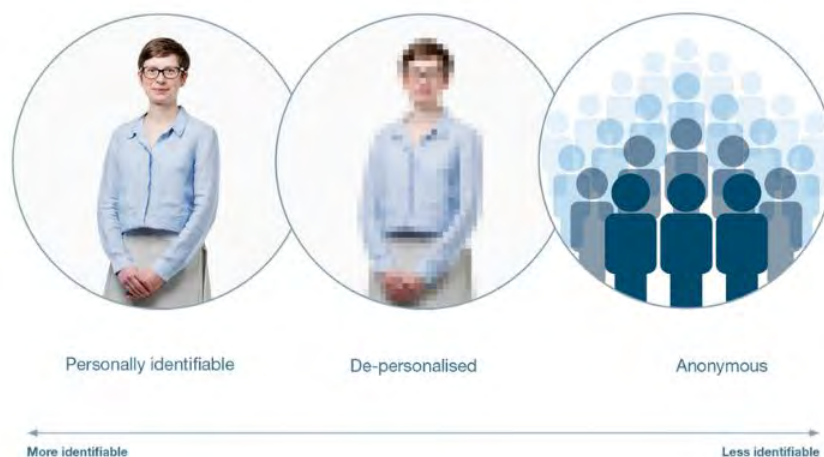 Personally identifiable
De-personalised
Anonymous
More identifiable
Less identifiable